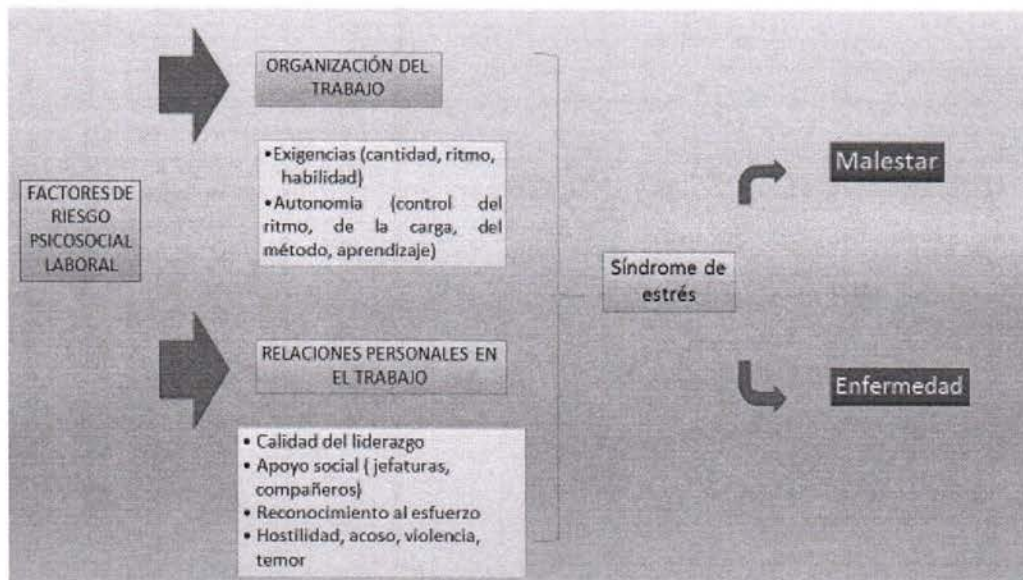 FACTORES DE
RIESGO
PSICOSOCIAL
LABORAL
ORGANIZACIÓN DEL
TRABAJO
•Exigencias (cantidad, ritmo,
habilidad)
•Autonomía (control del
ritmo, de la carga, del
método, aprendizaje)
RELACIONES PERSONALES EN
EL TRABAJO
• Calidad del liderazgo
• Apoyo social ( jefaturas,
compañeros)
• Reconocimiento al esfuerzo
• Hostilidad, acoso, violencia,
temor
Síndrome de
estrés
Malestar
Enfermedad